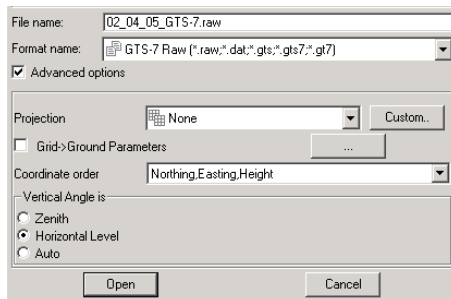 File name: 02_04_05_GTS-7.raw
Format name: GTS-7 Raw (*.raw;*.dat;*.gts;*.gts7;*.gt7)
Advanced options
Projection None Custom..
Grid->Ground Parameters ...
Coordinate order Northing,Easting,Height
Vertical Angle is
Zenith
Horizontal Level
Auto
Open Cancel